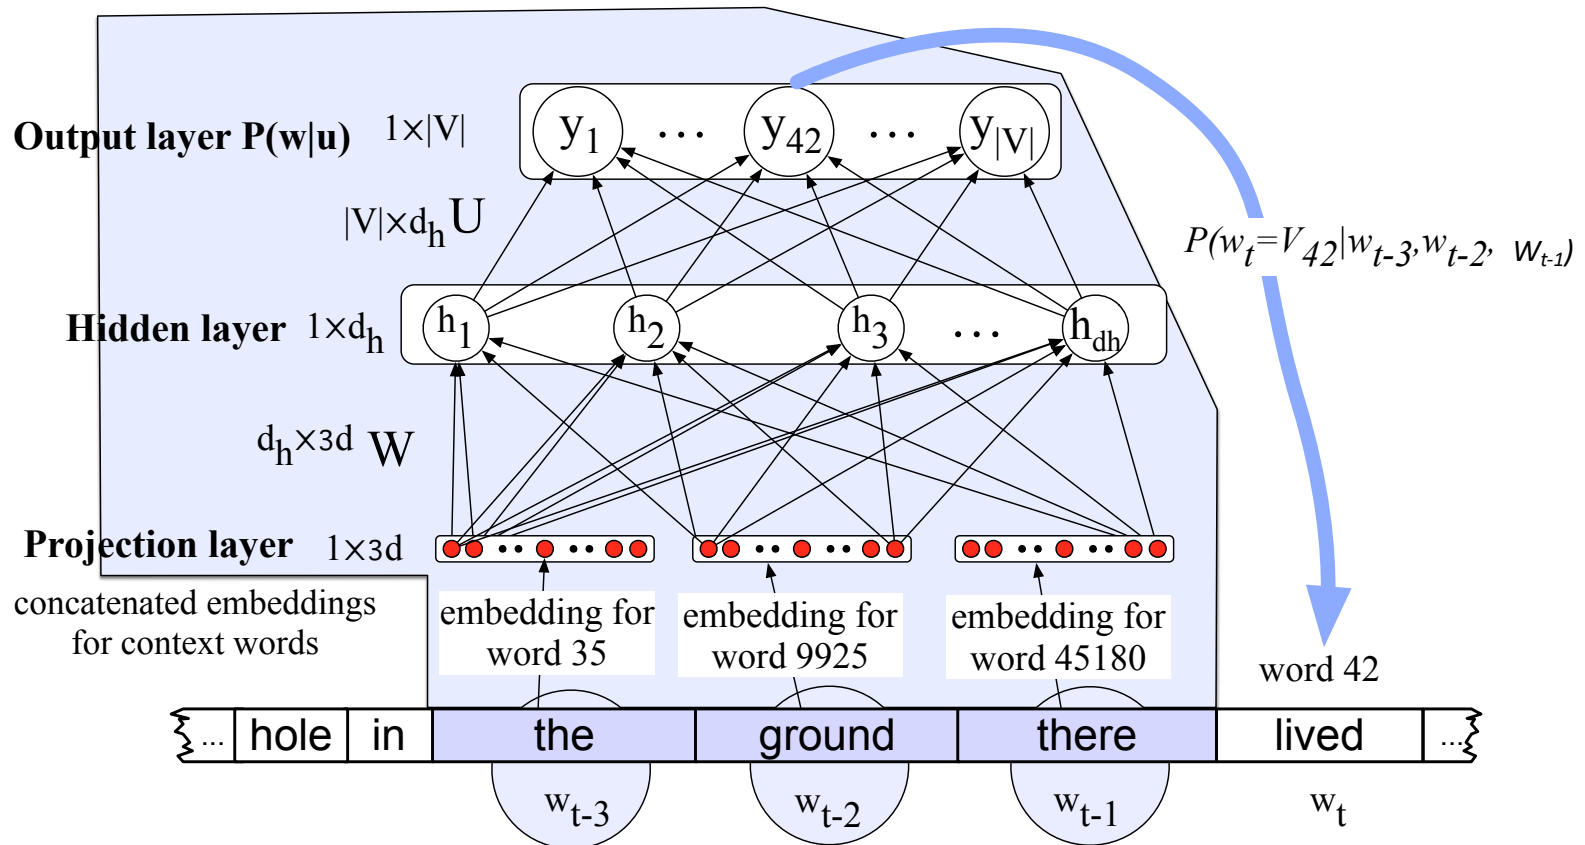 Output layer P(w|u) 1×|V|
y1 ... y42 ... y|V|
|V|×dh U
P(wt=V42|wt-3,wt-2, wt-1)
Hidden layer 1×dh
h1 h2 h3 ... hdh
dh×3d W
Projection layer 1×3d
concatenated embeddings
for context words
embedding for
word 35
embedding for
word 9925
embedding for
word 45180
word 42
... hole in the ground there lived ...
wt-3 wt-2 wt-1 wt